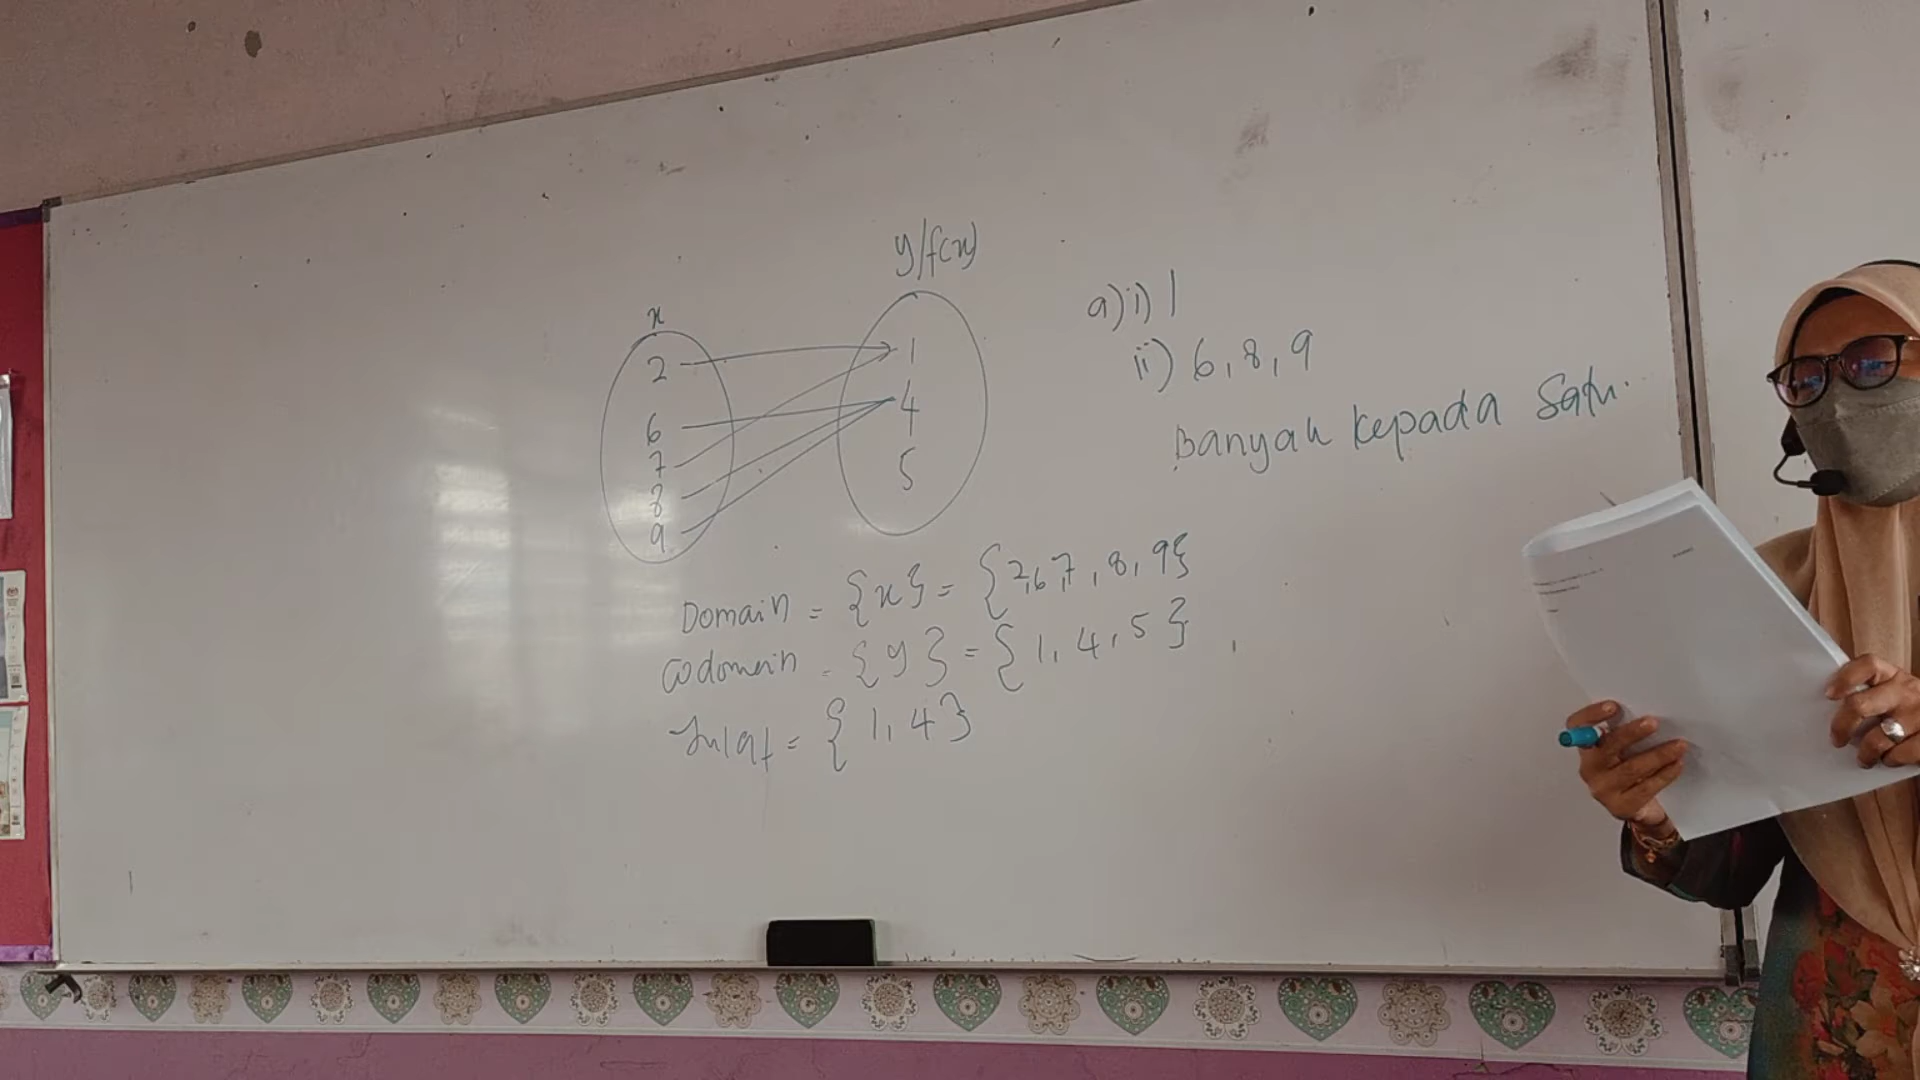 x
y/f(x)
2
6
7
8
9
1
4
5
a)i) 1
ii) 6, 8, 9
Banyak kepada Satu.
Domain = {x} = {2,6,7, 8, 9}
Codomain = {y} = {1, 4, 5}
Julat = {1, 4}